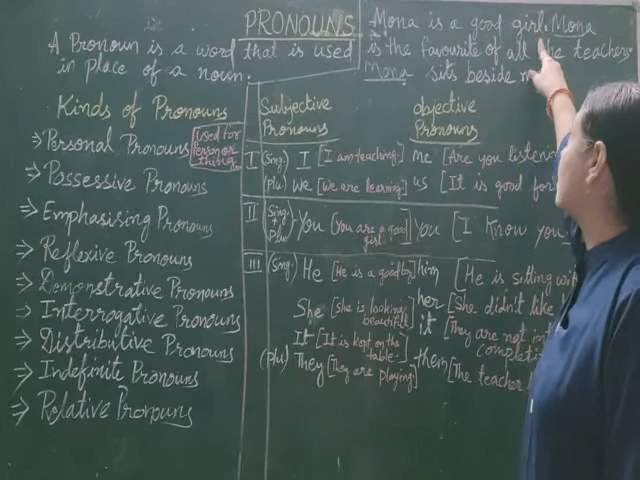 PRONOUNS
A Pronoun is a word that is used
in place of a noun.
Mona is a good girl. Mona
is the favourite of all the teachers
Mona sits beside
Kinds of Pronouns
⇒ Personal Pronouns
used for
person or
thing
⇒ Possessive Pronouns
⇒ Emphasising Pronouns
⇒ Reflexive Pronouns
⇒ Demonstrative Pronouns
⇒ Interrogative Pronouns
⇒ Distributive Pronouns
⇒ Indefinite Pronouns
⇒ Relative Pronouns
Subjective
Pronouns
objective
Pronouns
I (Sing.) I [I am teaching.] me [Are you listen
(Plu) We [We are learning] us [It is good for
II (Sing + Plu) You [You are a good girl] You [I know you
III (Sing.) He [He is a good boy] him [He is sitting wit
She [She is looking beautiful] her [She didn't like
It [It is kept on the table.] it [They are not in
(Plu) They [They are playing] them [The teacher